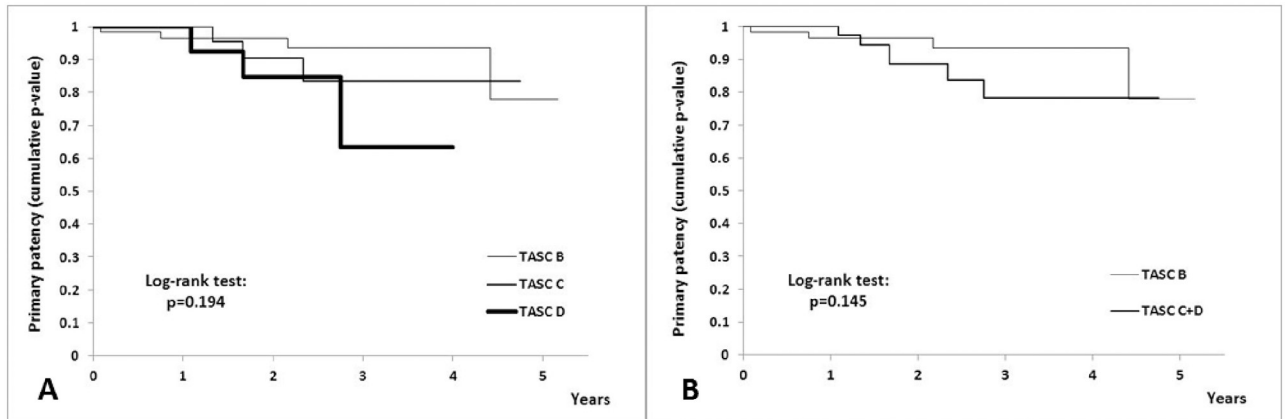 Primary patency (cumulative p-value)
1
0.9
0.8
0.7
0.6
0.5
0.4
0.3
0.2
0.1
0
0 1 2 3 4 5
Years
TASC B
TASC C
TASC D
Log-rank test:
p=0.194
A
Primary patency (cumulative p-value)
1
0.9
0.8
0.7
0.6
0.5
0.4
0.3
0.2
0.1
0
0 1 2 3 4 5
Years
TASC B
TASC C+D
Log-rank test:
p=0.145
B